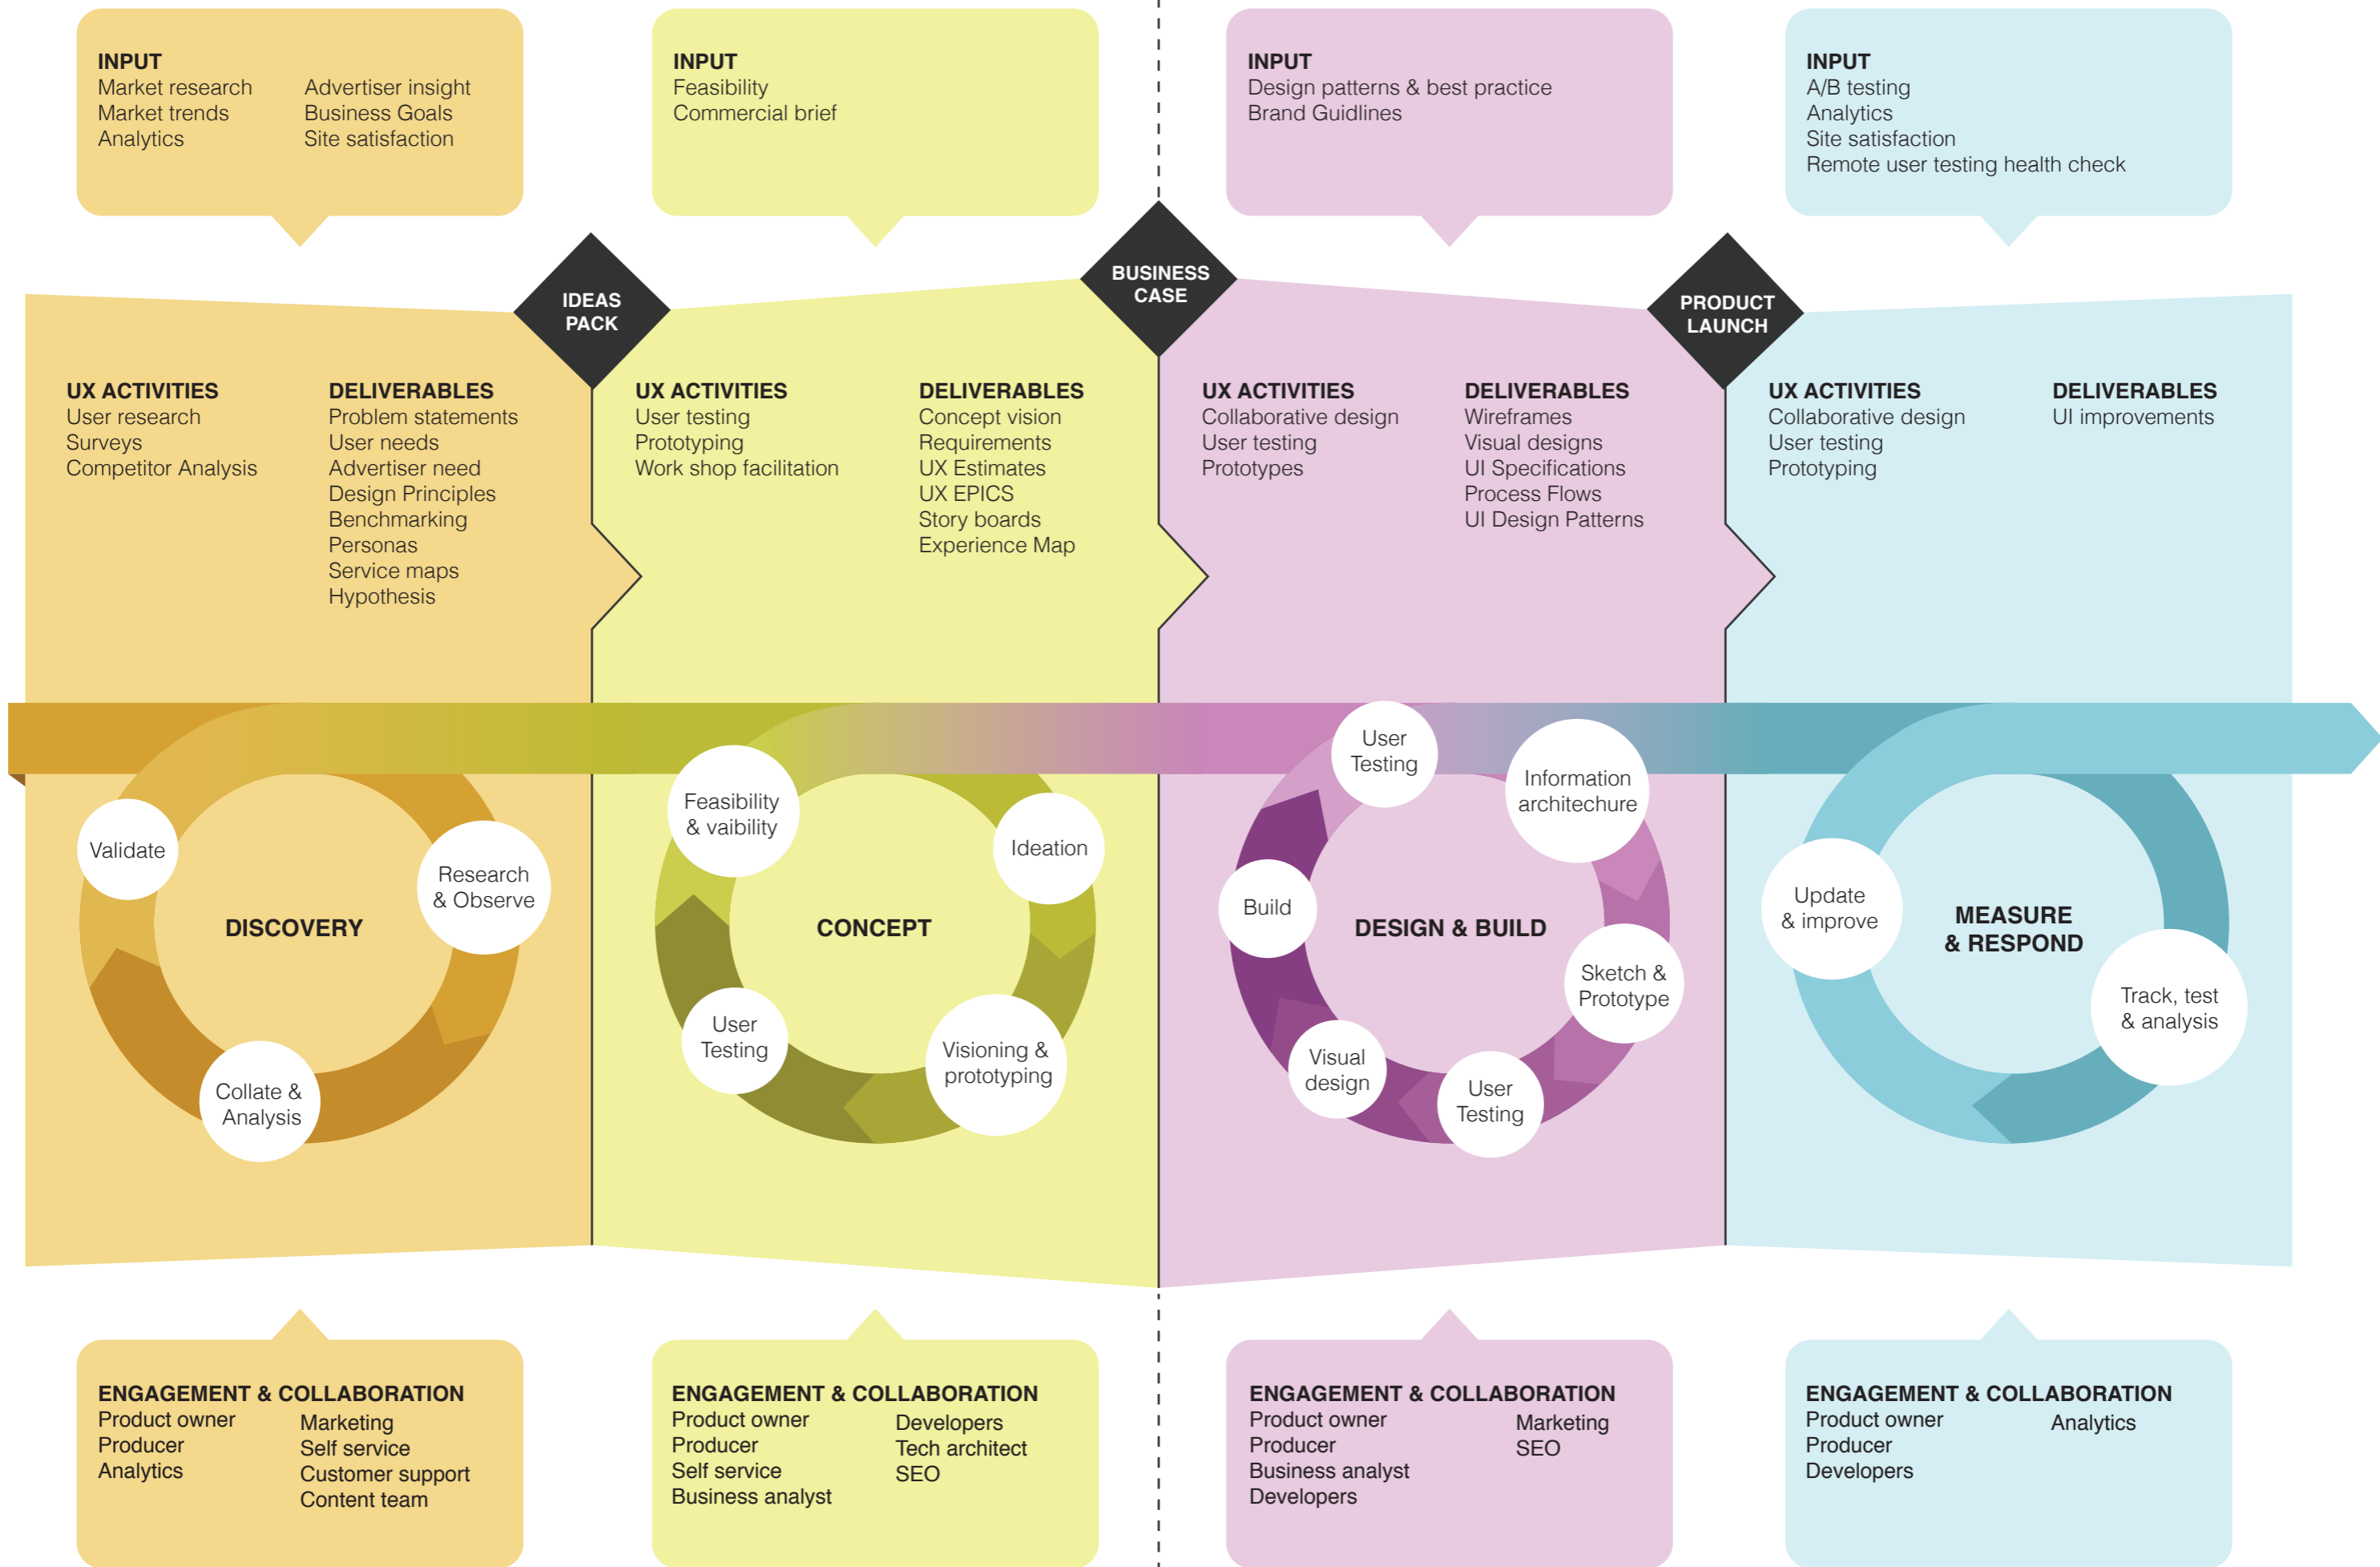 INPUT
Market research
Market trends
Analytics
Advertiser insight
Business Goals
Site satisfaction
INPUT
Feasibility
Commercial brief
INPUT
Design patterns & best practice
Brand Guidlines
INPUT
A/B testing
Analytics
Site satisfaction
Remote user testing health check
IDEAS
PACK
BUSINESS
CASE
PRODUCT
LAUNCH
UX ACTIVITIES
User research
Surveys
Competitor Analysis
DELIVERABLES
Problem statements
User needs
Advertiser need
Design Principles
Benchmarking
Personas
Service maps
Hypothesis
UX ACTIVITIES
User testing
Prototyping
Work shop facilitation
DELIVERABLES
Concept vision
Requirements
UX Estimates
UX EPICS
Story boards
Experience Map
UX ACTIVITIES
Collaborative design
User testing
Prototypes
DELIVERABLES
Wireframes
Visual designs
UI Specifications
Process Flows
UI Design Patterns
UX ACTIVITIES
Collaborative design
User testing
Prototyping
DELIVERABLES
UI improvements
Validate
Research
& Observe
DISCOVERY
Collate &
Analysis
Feasibility
& vaibility
Ideation
CONCEPT
User
Testing
Visioning &
prototyping
User
Testing
Information
architechure
Build
DESIGN & BUILD
Sketch &
Prototype
Visual
design
User
Testing
Update
& improve
MEASURE
& RESPOND
Track, test
& analysis
ENGAGEMENT & COLLABORATION
Product owner
Producer
Analytics
Marketing
Self service
Customer support
Content team
ENGAGEMENT & COLLABORATION
Product owner
Producer
Self service
Business analyst
Developers
Tech architect
SEO
ENGAGEMENT & COLLABORATION
Product owner
Producer
Business analyst
Developers
Marketing
SEO
ENGAGEMENT & COLLABORATION
Product owner
Producer
Developers
Analytics